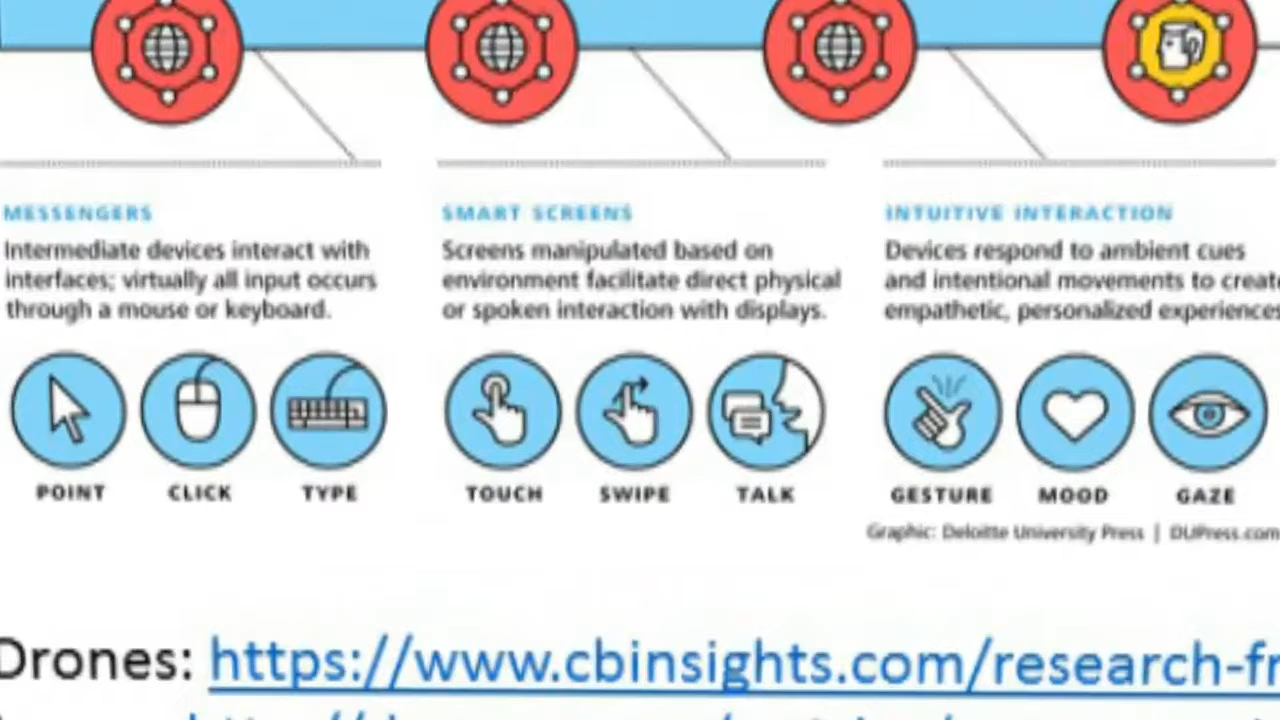 MESSENGERS
Intermediate devices interact with
interfaces; virtually all input occurs
through a mouse or keyboard.
POINT CLICK TYPE
SMART SCREENS
Screens manipulated based on
environment facilitate direct physical
or spoken interaction with displays.
TOUCH SWIPE TALK
INTUITIVE INTERACTION
Devices respond to ambient cues
and intentional movements to create
empathetic, personalized experiences
GESTURE MOOD GAZE
Graphic: Deloitte University Press | DUPress.com
Drones: https://www.cbinsights.com/research-fr